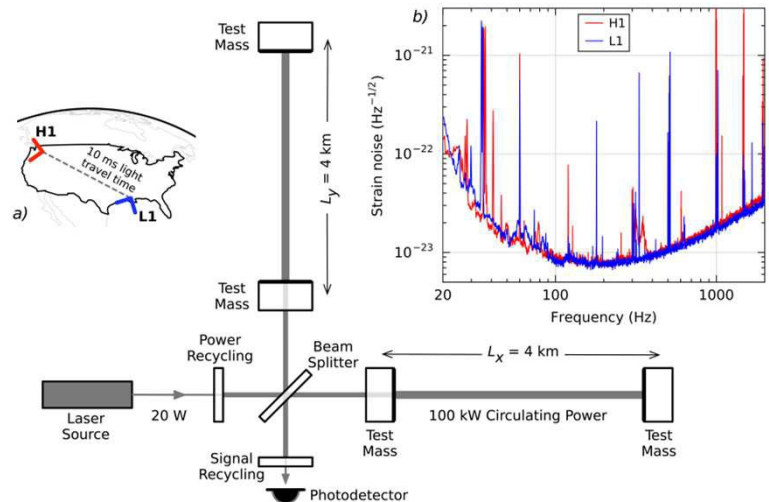 Test
Mass
b)
H1
L1
10⁻²¹
10⁻²²
10⁻²³
Strain noise (Hz⁻¹/²)
20
100
1000
Frequency (Hz)
H1
10 ms light
travel time
L1
a)
Ly = 4 km
Test
Mass
Power
Recycling
Beam
Splitter
Lx = 4 km
Laser
Source
20 W
100 kW Circulating Power
Test
Mass
Test
Mass
Signal
Recycling
Photodetector